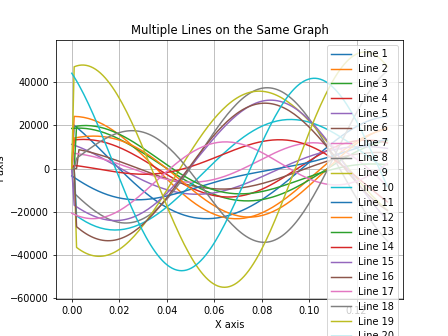 Multiple Lines on the Same Graph
40000
20000
0
−20000
−40000
−60000
0.00
0.02
0.04
0.06
0.08
0.10
X axis
Line 1
Line 2
Line 3
Line 4
Line 5
Line 6
Line 7
Line 8
Line 9
Line 10
Line 11
Line 12
Line 13
Line 14
Line 15
Line 16
Line 17
Line 18
Line 19
Line 20